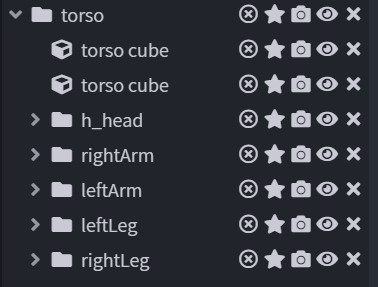 torso
torso cube
torso cube
h_head
rightArm
leftArm
leftLeg
rightLeg